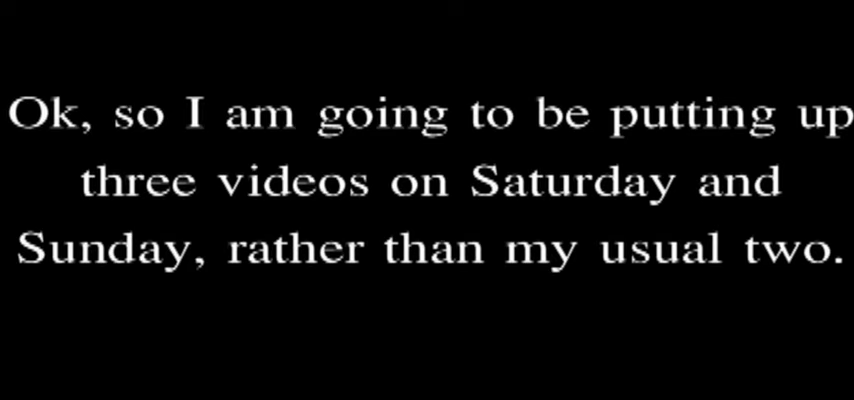 Ok, so I am going to be putting up
three videos on Saturday and
Sunday, rather than my usual two.